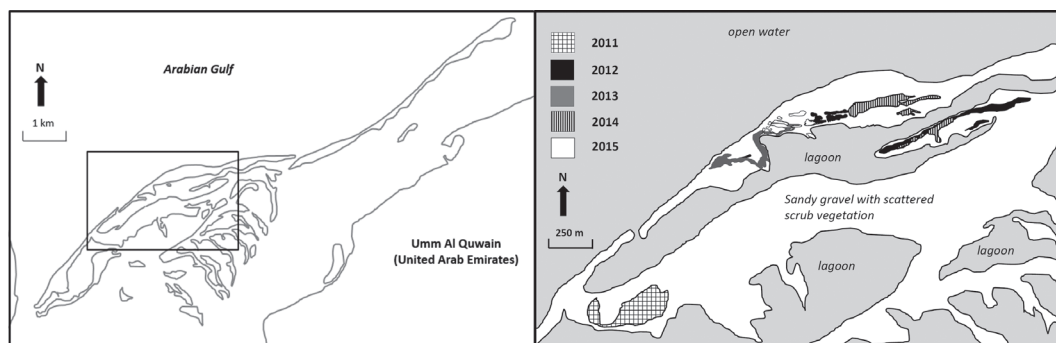 Arabian Gulf
N
1 km
Umm Al Quwain
(United Arab Emirates)
open water
2011
2012
2013
2014
2015
lagoon
N
250 m
Sandy gravel with scattered
scrub vegetation
lagoon
lagoon